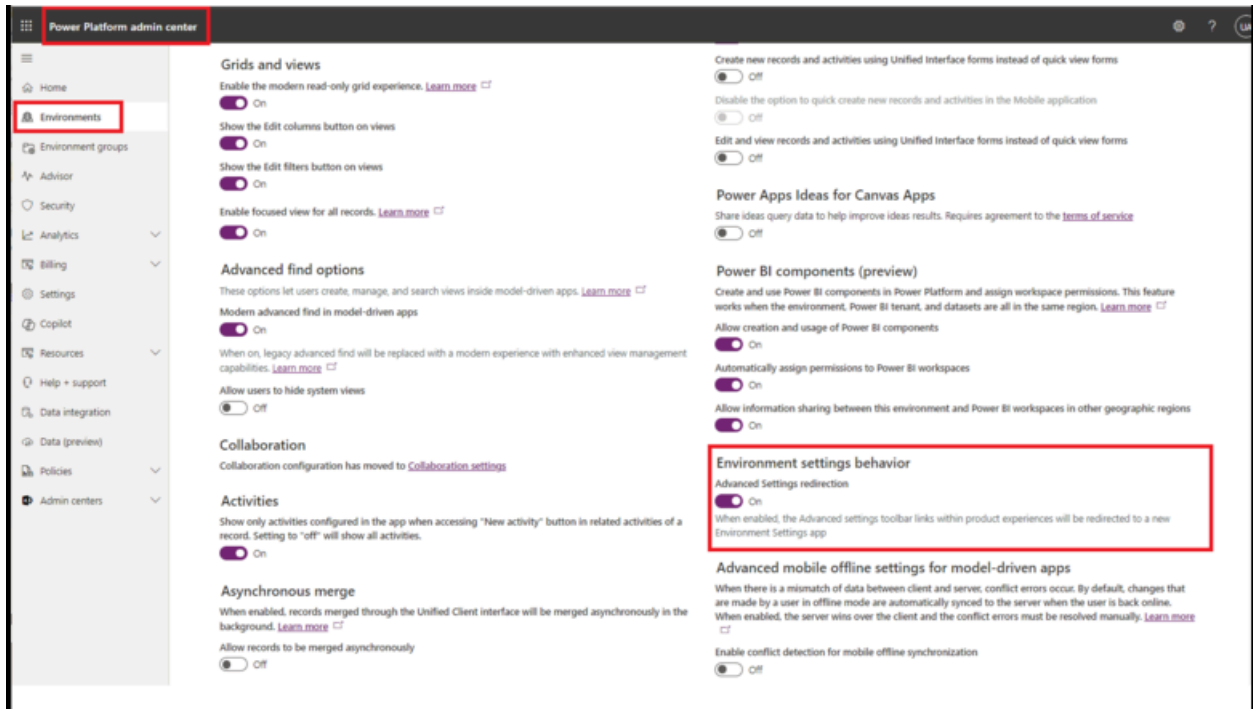 Power Platform admin center
?
UA
Home
Environments
Environment groups
Advisor
Security
Analytics
Billing
Settings
Copilot
Resources
Help + support
Data integration
Data (preview)
Policies
Admin centers
Grids and views
Enable the modern read-only grid experience. Learn more
On
Show the Edit columns button on views
On
Show the Edit filters button on views
On
Enable focused view for all records. Learn more
On
Advanced find options
These options let users create, manage, and search views inside model-driven apps. Learn more
Modern advanced find in model-driven apps
On
When on, legacy advanced find will be replaced with a modern experience with enhanced view management
capabilities. Learn more
Allow users to hide system views
Off
Collaboration
Collaboration configuration has moved to Collaboration settings
Activities
Show only activities configured in the app when accessing "New activity" button in related activities of a
record. Setting to "off" will show all activities.
On
Asynchronous merge
When enabled, records merged through the Unified Client interface will be merged asynchronously in the
background. Learn more
Allow records to be merged asynchronously
Off
Create new records and activities using Unified Interface forms instead of quick view forms
Off
Disable the option to quick create new records and activities in the Mobile application
Off
Edit and view records and activities using Unified Interface forms instead of quick view forms
Off
Power Apps Ideas for Canvas Apps
Share ideas query data to help improve ideas results. Requires agreement to the terms of service
Off
Power BI components (preview)
Create and use Power BI components in Power Platform and assign workspace permissions. This feature
works when the environment, Power BI tenant, and datasets are all in the same region. Learn more
Allow creation and usage of Power BI components
On
Automatically assign permissions to Power BI workspaces
On
Allow information sharing between this environment and Power BI workspaces in other geographic regions
On
Environment settings behavior
Advanced Settings redirection
On
When enabled, the Advanced settings toolbar links within product experiences will be redirected to a new
Environment Settings app
Advanced mobile offline settings for model-driven apps
When there is a mismatch of data between client and server, conflict errors occur. By default, changes that
are made by a user in offline mode are automatically synced to the server when the user is back online.
When enabled, the server wins over the client and the conflict errors must be resolved manually. Learn more
Enable conflict detection for mobile offline synchronization
Off